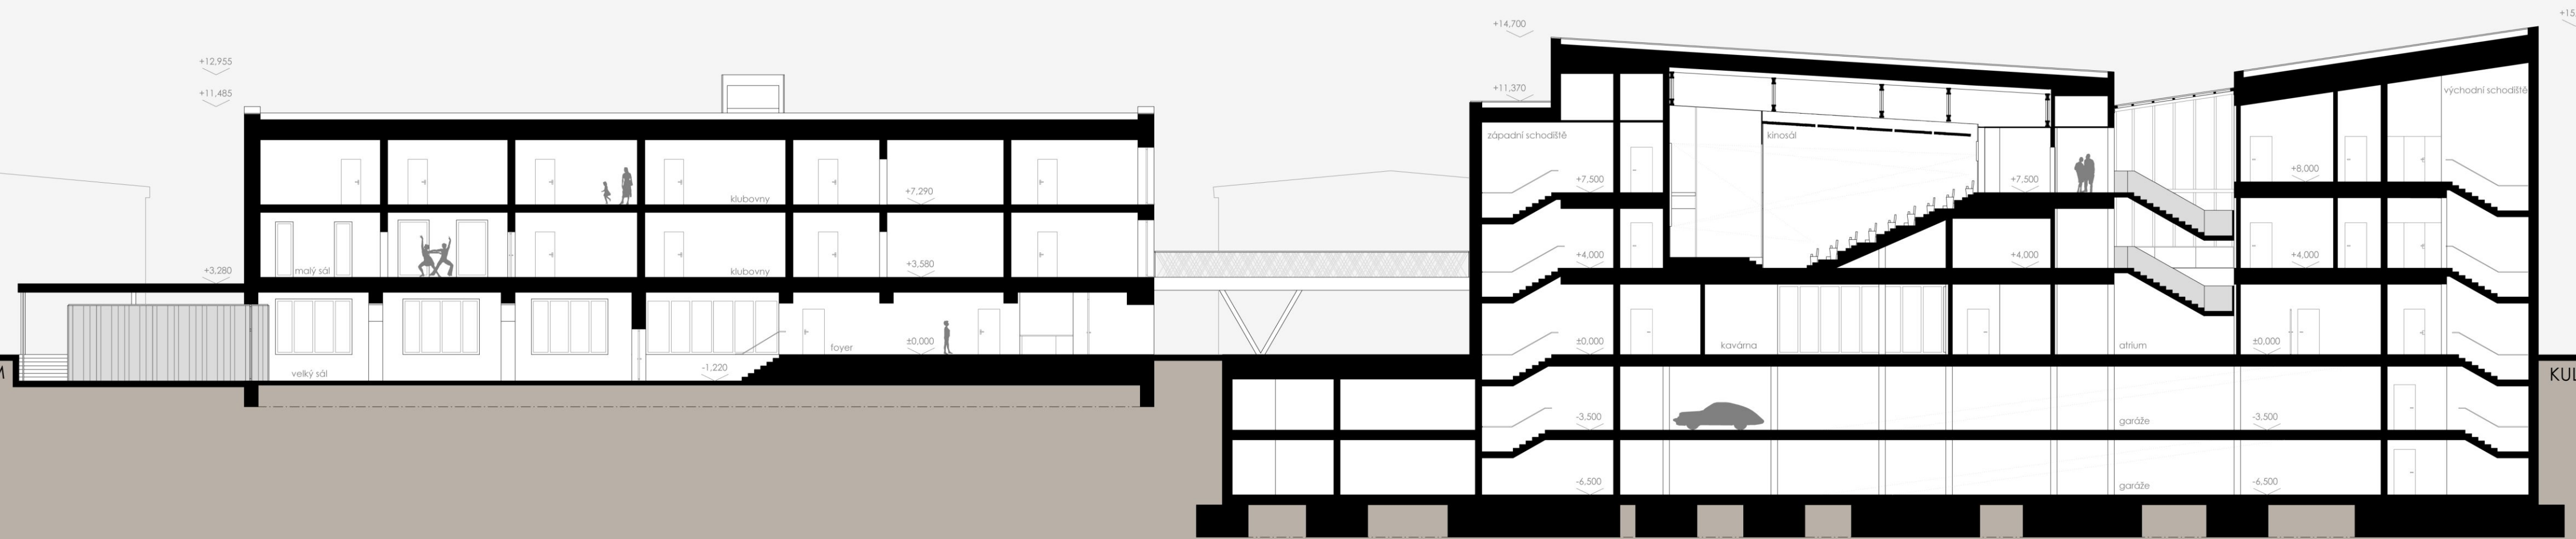 +12,955
+11,485
+3,280
klubovny
+7,290
malý sál
klubovny
+3,580
foyer
±0,000
velký sál
-1,220
+14,700
+11,370
západní schodiště
kinosál
východní schodiště
+7,500
+7,500
+8,000
+4,000
+4,000
+4,000
±0,000
kavárna
atrium
±0,000
-3,500
garáže
-3,500
-6,500
garáže
-6,500
+15
KUL